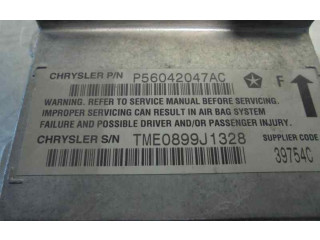 CHRYSLER P/N P56042047AC
F
WARNING. REFER TO SERVICE MANUAL BEFORE SERVICING.
IMPROPER SERVICING CAN RESULT IN AIR BAG SYSTEM
FAILURE AND POSSIBLE DRIVER AND/OR PASSENGER INJURY.
CHRYSLER S/N TME0899J1328 SUPPLIER CODE
39754C